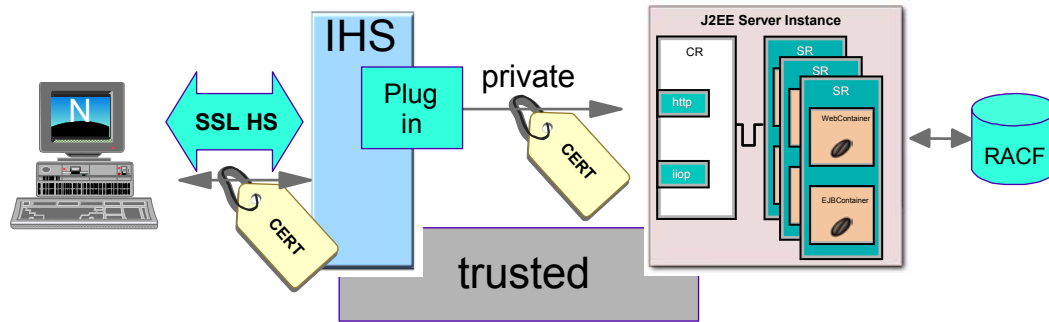 N
SSL HS
CERT
IHS
Plug
in
private
CERT
trusted
J2EE Server Instance
CR
http
iiop
SR
SR
SR
WebContainer
EJBContainer
RACF